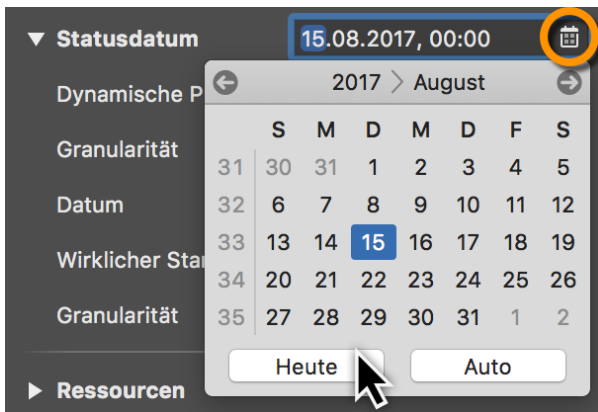 Statusdatum 15.08.2017, 00:00
Dynamische P
2017 > August
S M D M D F S
Granularität
31 30 31 1 2 3 4 5
Datum
32 6 7 8 9 10 11 12
33 13 14 15 16 17 18 19
Wirklicher Star
34 20 21 22 23 24 25 26
Granularität
35 27 28 29 30 31 1 2
Heute Auto
Ressourcen